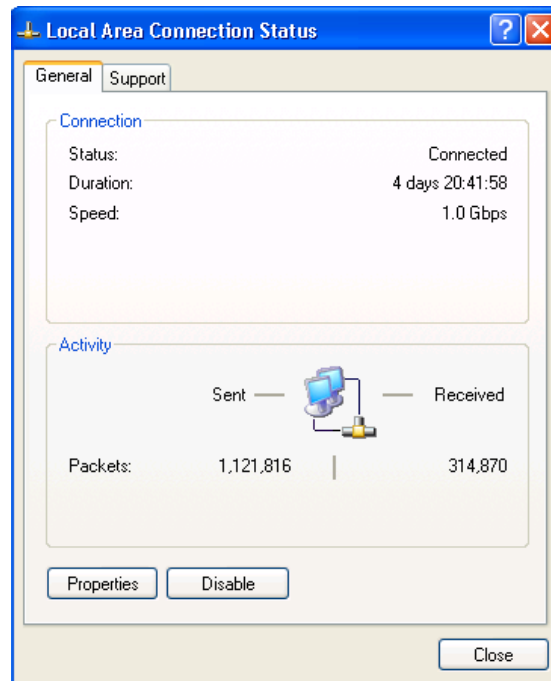 Local Area Connection Status
General Support
Connection
Status: Connected
Duration: 4 days 20:41:58
Speed: 1.0 Gbps
Activity
Sent Received
Packets: 1,121,816 314,870
Properties Disable
Close